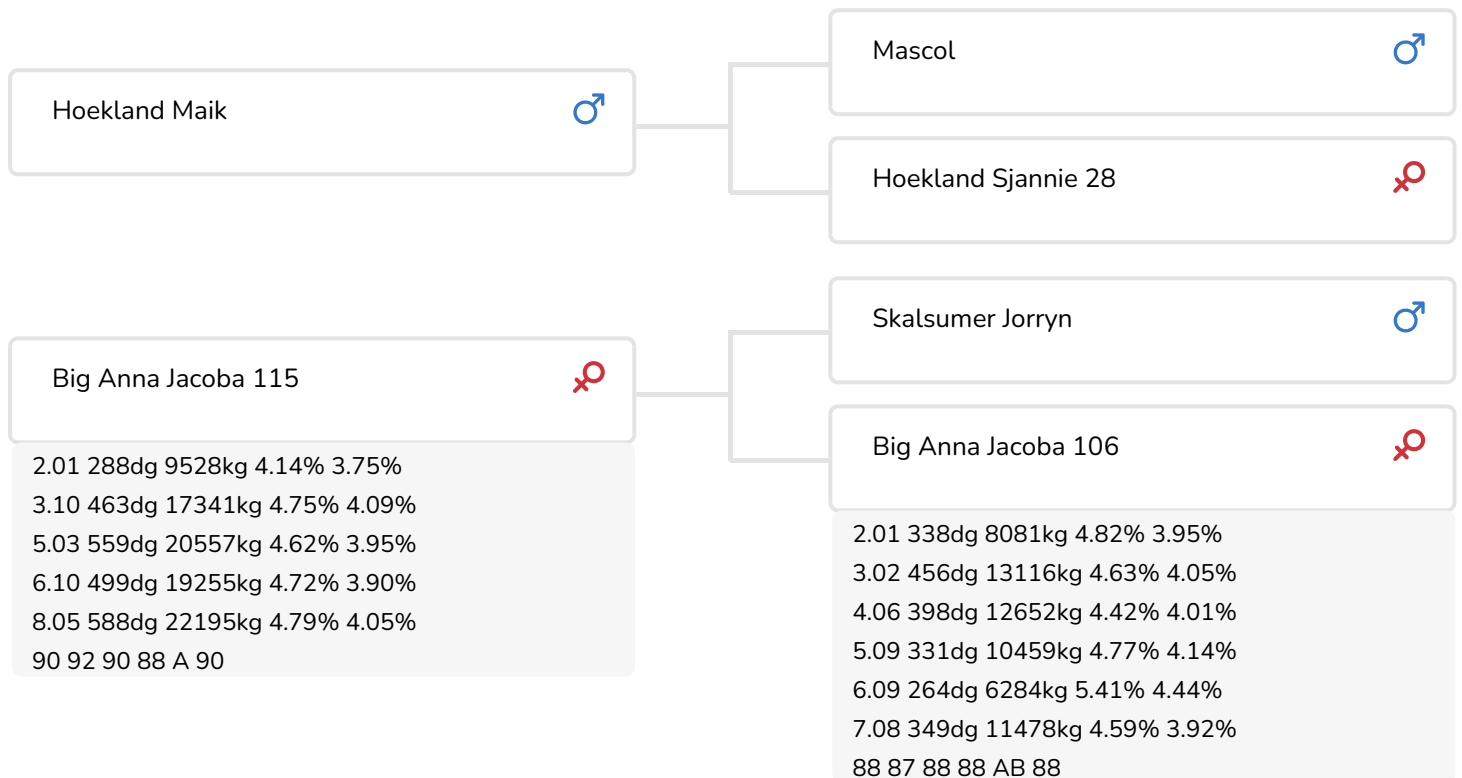 Hoekland Maik
Mascol
Hoekland Sjannie 28
Big Anna Jacoba 115
2.01 288dg 9528kg 4.14% 3.75%
3.10 463dg 17341kg 4.75% 4.09%
5.03 559dg 20557kg 4.62% 3.95%
6.10 499dg 19255kg 4.72% 3.90%
8.05 588dg 22195kg 4.79% 4.05%
90 92 90 88 A 90
Skalsumer Jorryn
Big Anna Jacoba 106
2.01 338dg 8081kg 4.82% 3.95%
3.02 456dg 13116kg 4.63% 4.05%
4.06 398dg 12652kg 4.42% 4.01%
5.09 331dg 10459kg 4.77% 4.14%
6.09 264dg 6284kg 5.41% 4.44%
7.08 349dg 11478kg 4.59% 3.92%
88 87 88 88 AB 88